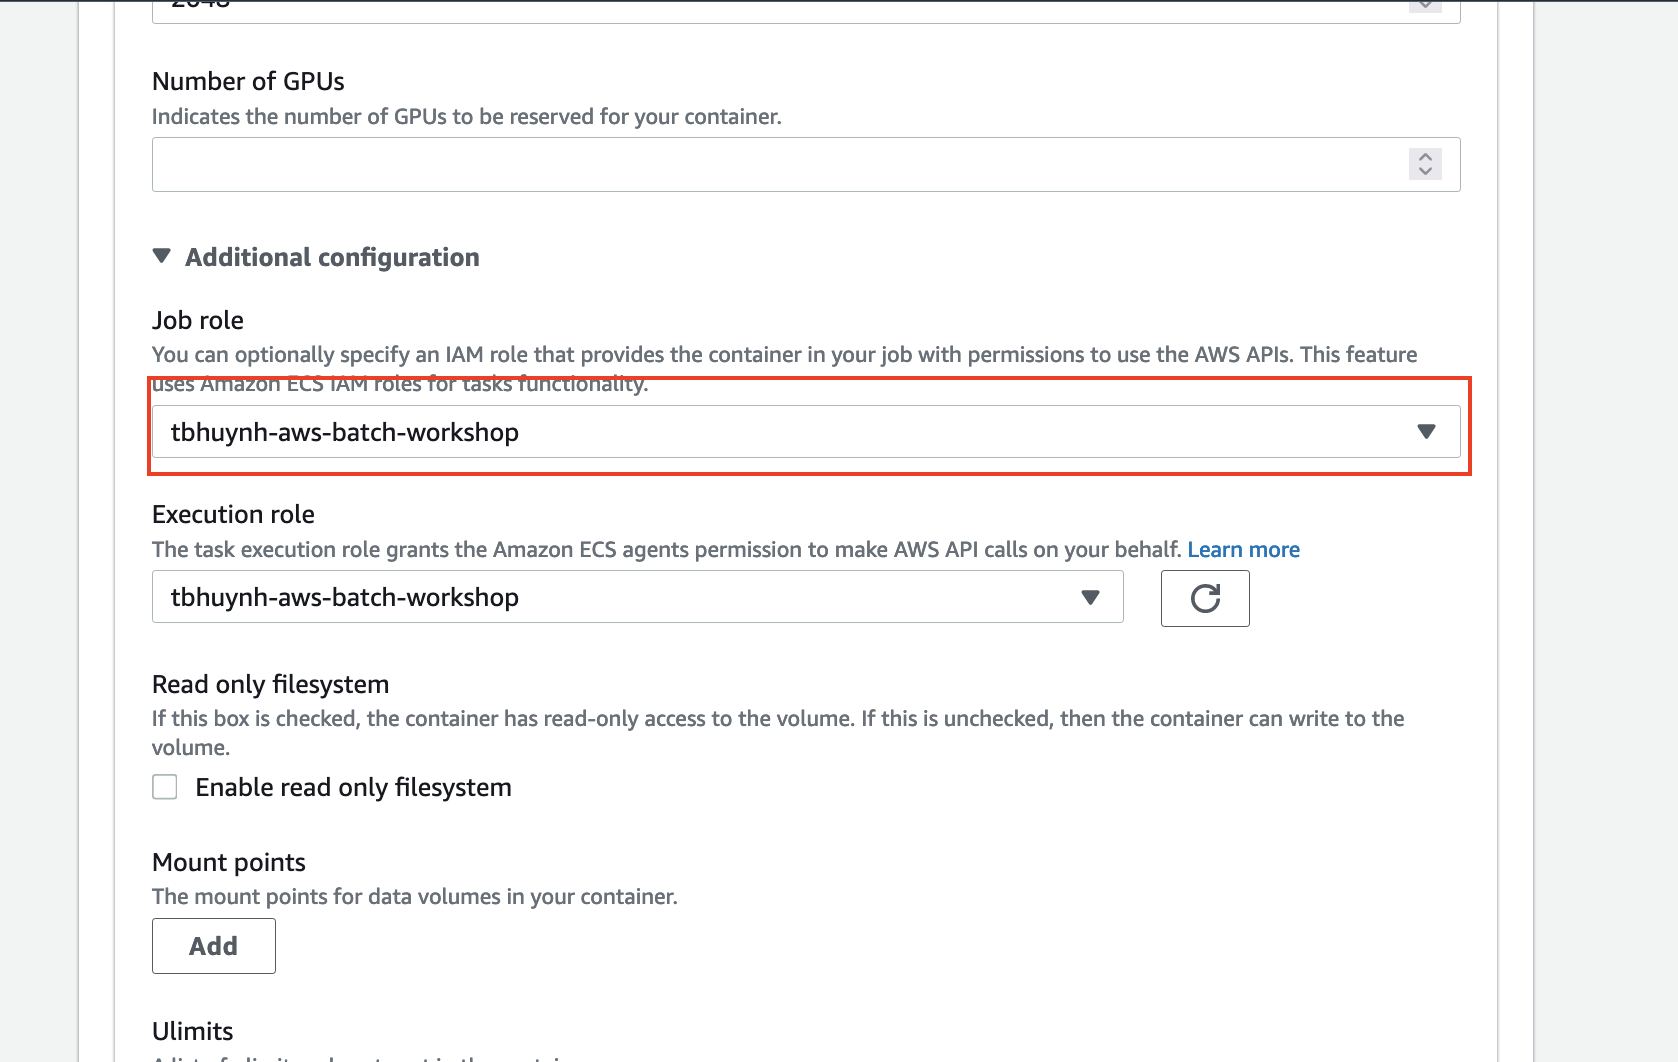 2048
Number of GPUs
Indicates the number of GPUs to be reserved for your container.
Additional configuration
Job role
You can optionally specify an IAM role that provides the container in your job with permissions to use the AWS APIs. This feature
uses Amazon ECS IAM roles for tasks functionality.
tbhuynh-aws-batch-workshop
Execution role
The task execution role grants the Amazon ECS agents permission to make AWS API calls on your behalf. Learn more
tbhuynh-aws-batch-workshop
Read only filesystem
If this box is checked, the container has read-only access to the volume. If this is unchecked, then the container can write to the
volume.
Enable read only filesystem
Mount points
The mount points for data volumes in your container.
Add
Ulimits